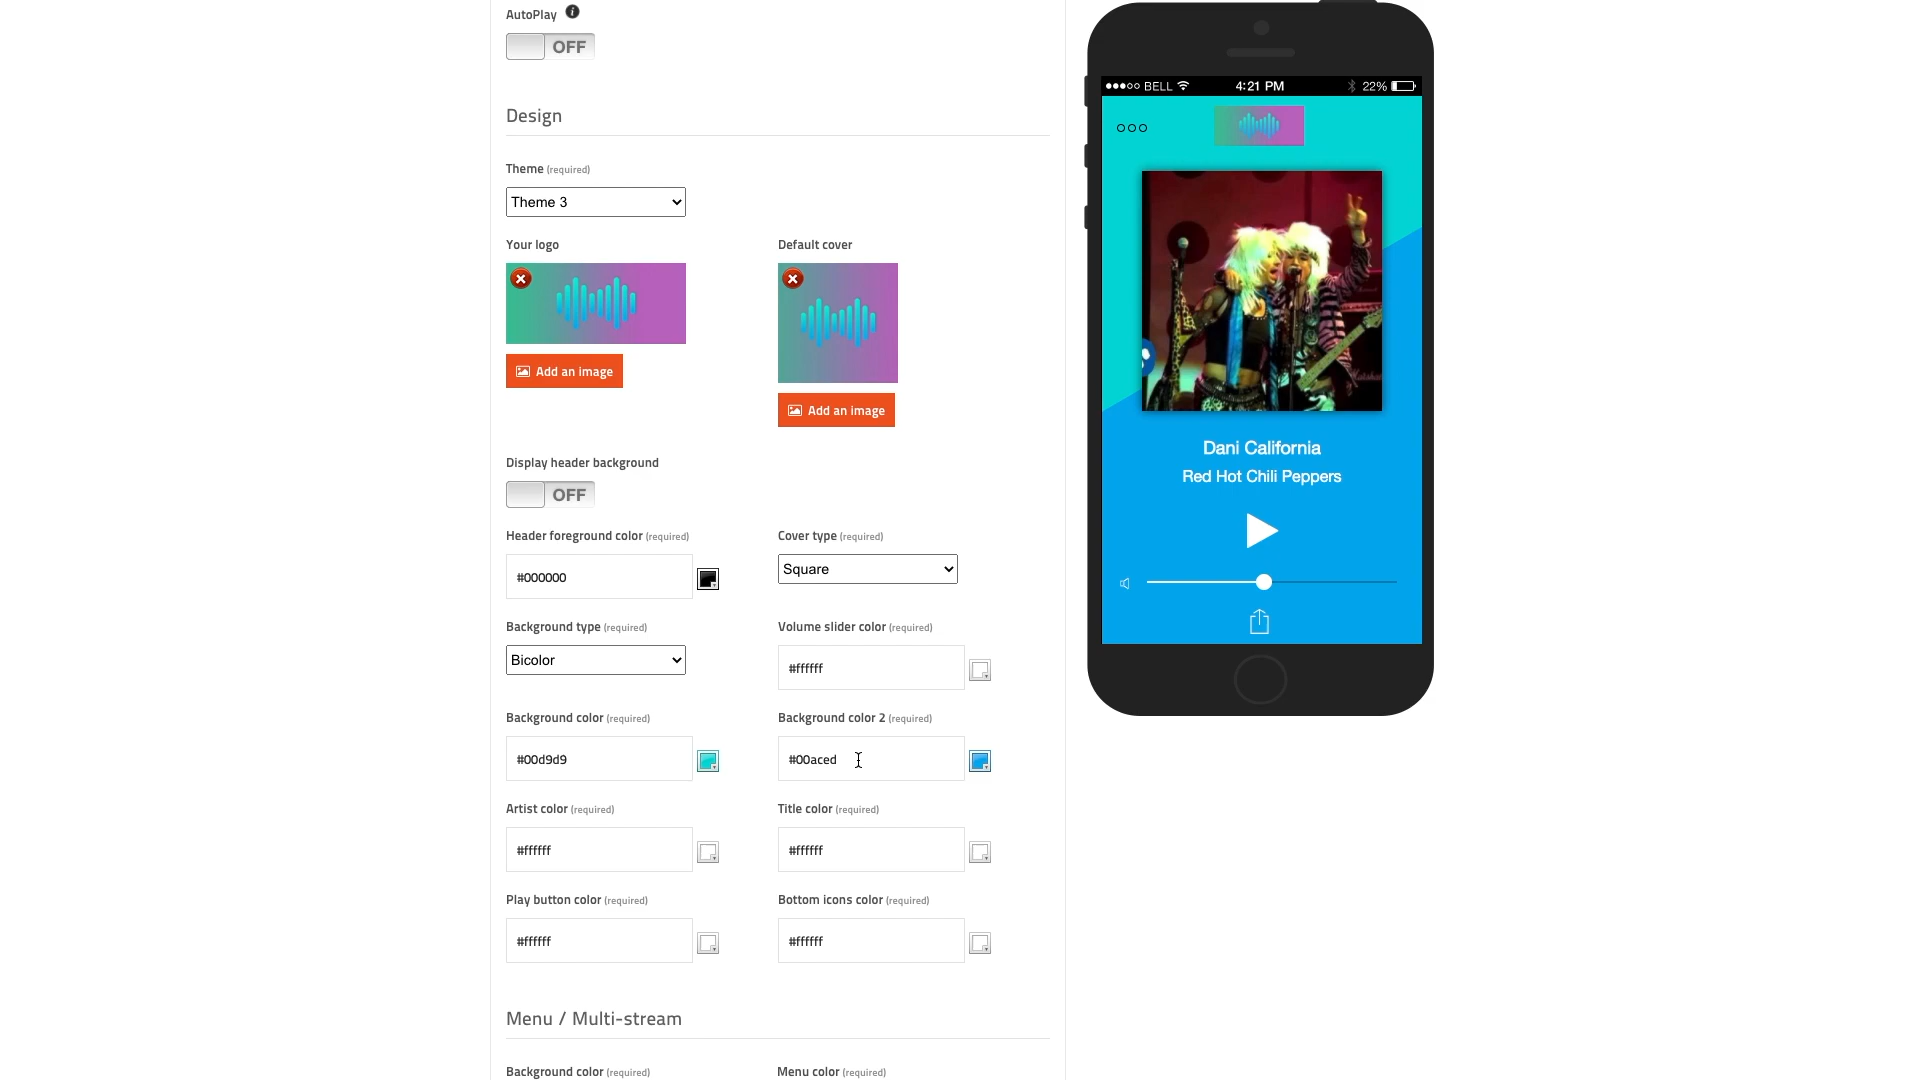 AutoPlay
OFF
Design
Theme (required)
Theme 3
Your logo
Default cover
Add an image
Add an image
Display header background
OFF
Header foreground color (required)
Cover type (required)
#000000
Square
Background type (required)
Volume slider color (required)
Bicolor
#ffffff
Background color (required)
Background color 2 (required)
#00d9d9
#00aced
Artist color (required)
Title color (required)
#ffffff
#ffffff
Play button color (required)
Bottom icons color (required)
#ffffff
#ffffff
Menu / Multi-stream
Background color (required)
Menu color (required)
BELL 4:21 PM 22%
Dani California
Red Hot Chili Peppers